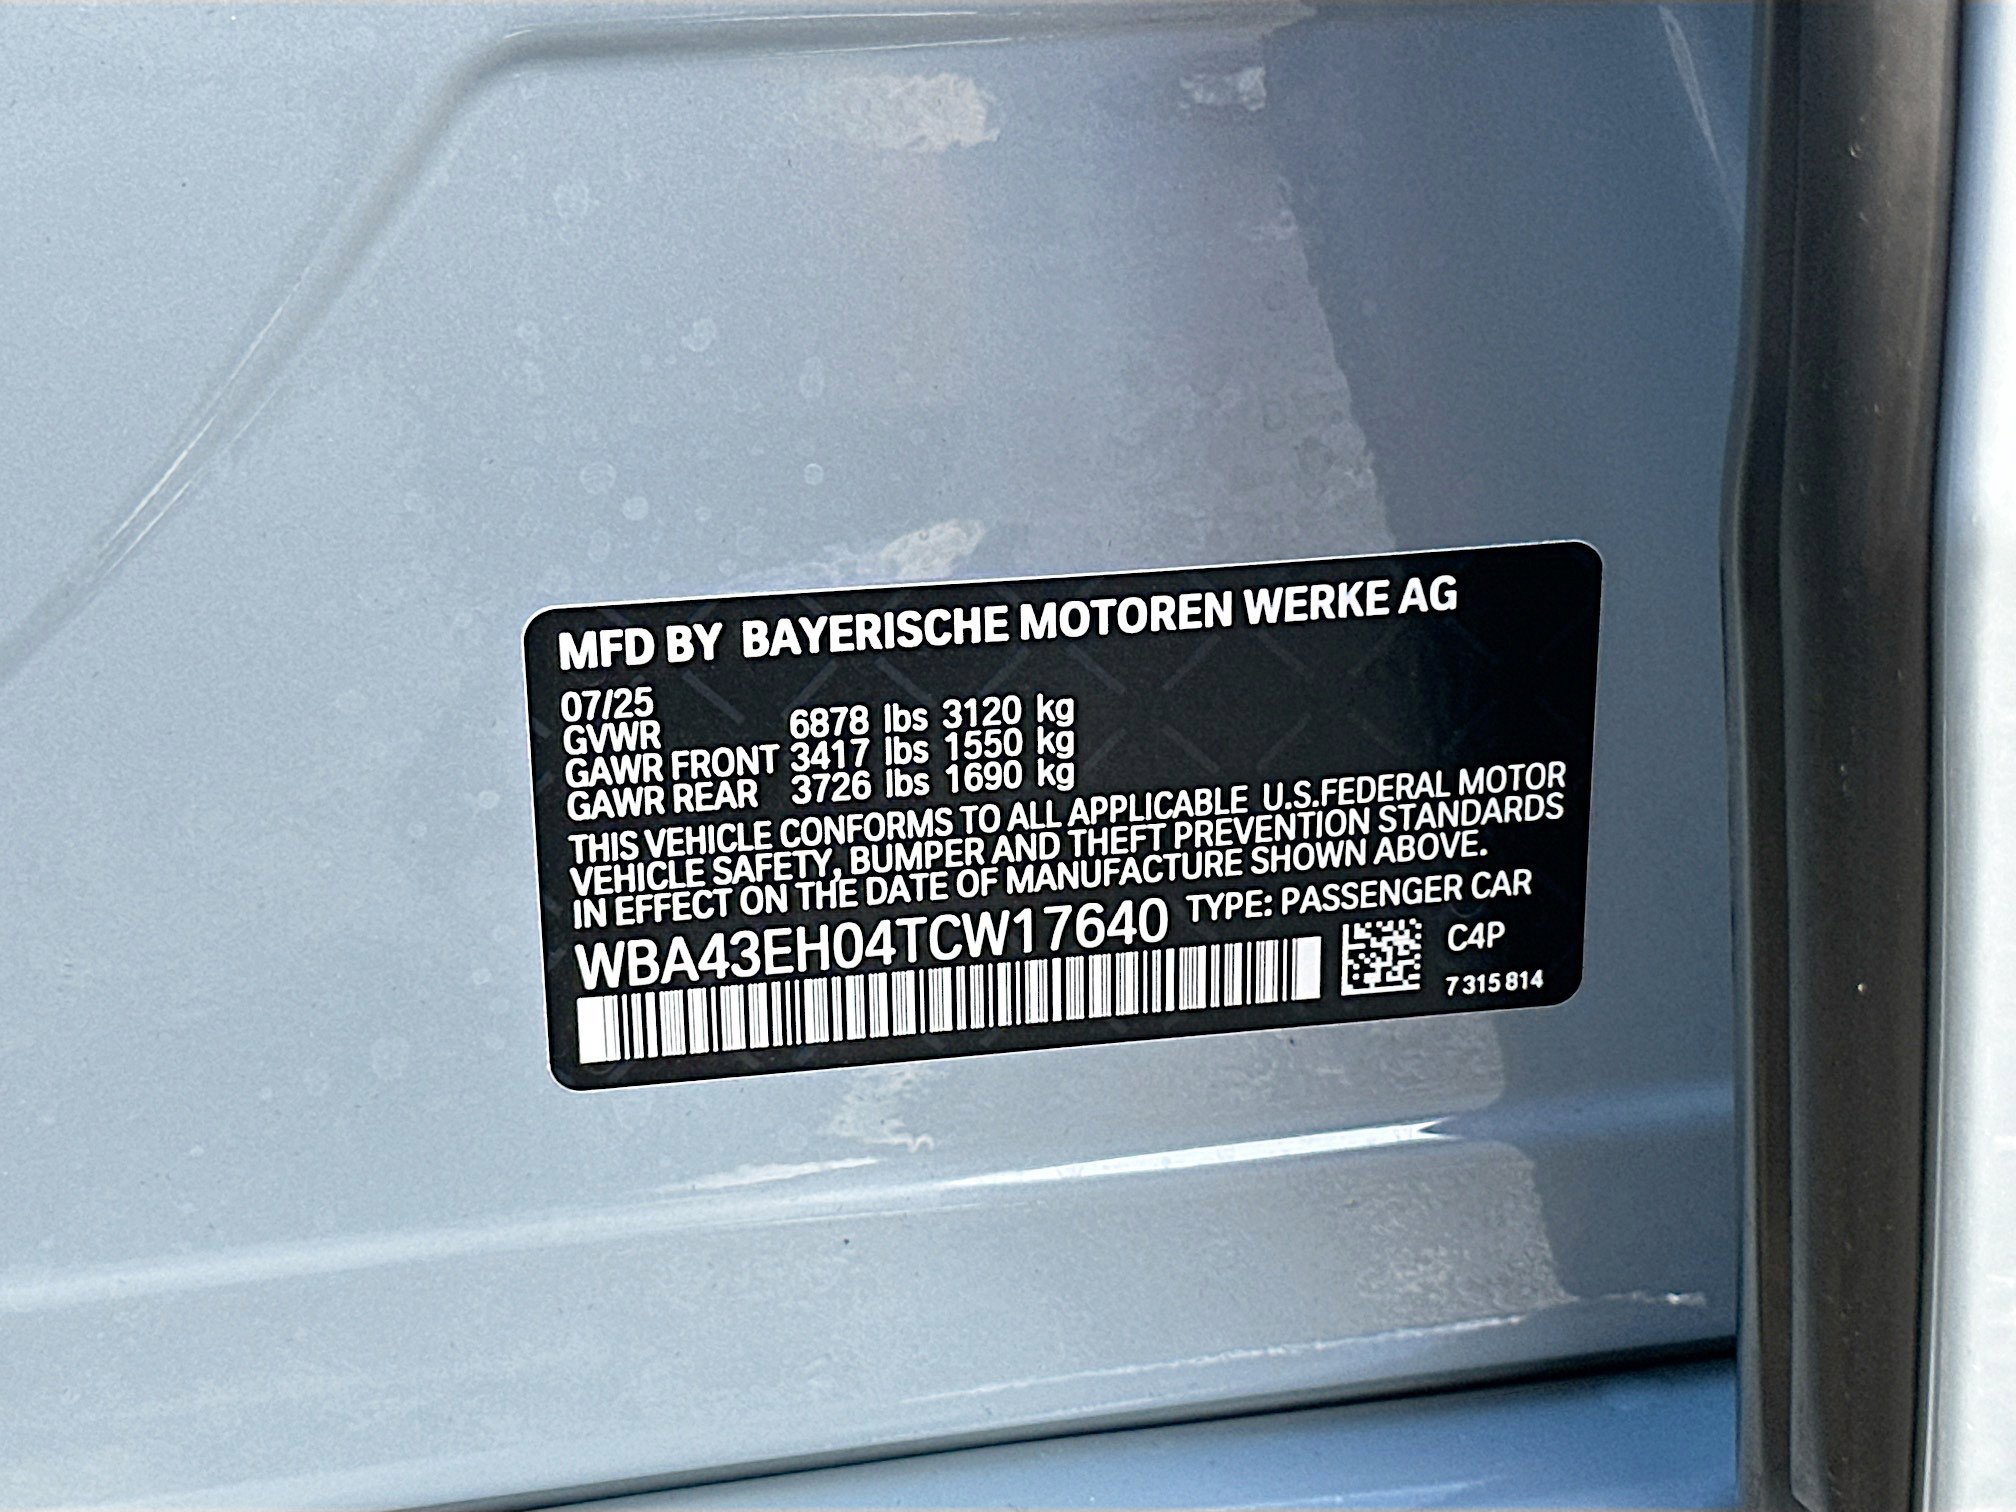 MFD BY BAYERISCHE MOTOREN WERKE AG
07/25
GVWR 6878 lbs 3120 kg
GAWR FRONT 3417 lbs 1550 kg
GAWR REAR 3726 lbs 1690 kg
THIS VEHICLE CONFORMS TO ALL APPLICABLE U.S.FEDERAL MOTOR
VEHICLE SAFETY, BUMPER AND THEFT PREVENTION STANDARDS
IN EFFECT ON THE DATE OF MANUFACTURE SHOWN ABOVE.
WBA43EH04TCW17640 TYPE: PASSENGER CAR
C4P
7 315 814